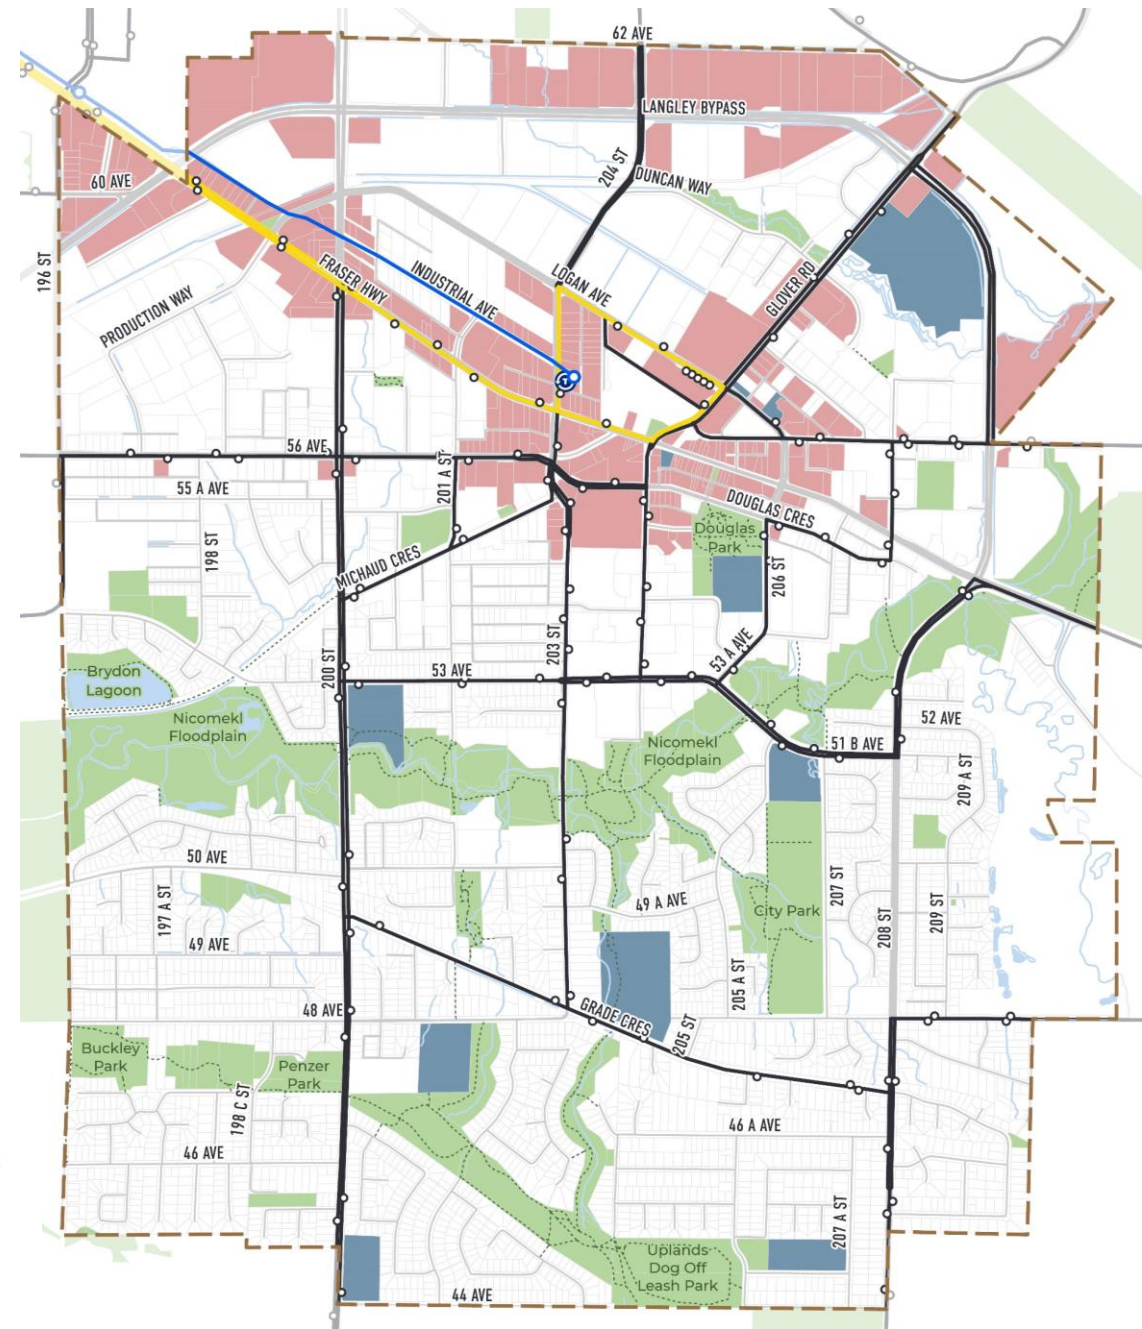 62 AVE
LANGLEY BYPASS
204 ST
DUNCAN WAY
60 AVE
196 ST
PRODUCTION WAY
FRASER HWY
INDUSTRIAL AVE
LOGAN AVE
GLOVER RD
56 AVE
55 A AVE
198 ST
201 A ST
MICHAUD CRES
DOUGLAS CRES
Douglas
Park
206 ST
53 A AVE
203 ST
200 ST
53 AVE
Brydon
Lagoon
Nicomekl
Floodplain
Nicomekl
Floodplain
52 AVE
51 B AVE
209 A ST
50 AVE
197 A ST
49 AVE
49 A AVE
City Park
207 ST
208 ST
209 ST
205 A ST
48 AVE
GRADE CRES
205 ST
Buckley
Park
Penzer
Park
198 C ST
46 AVE
46 A AVE
207 A ST
Uplands
Dog Off
Leash Park
44 AVE